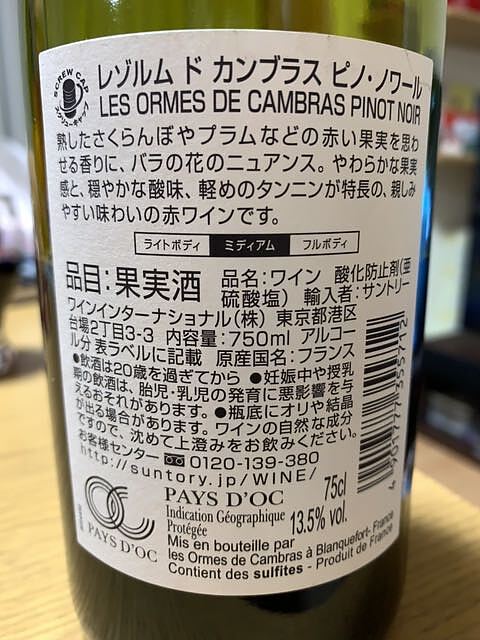 SCREW CAP
スクリューキャップ
レゾルム ド カンブラス ピノ・ノワール
LES ORMES DE CAMBRAS PINOT NOIR
熟したさくらんぼやプラムなどの赤い果実を思わ
せる香りに、バラの花のニュアンス。やわらかな果実
感と、穏やかな酸味、軽めのタンニンが特長の、親しみ
やすい味わいの赤ワインです。
ライトボディ ミディアム フルボディ
品目：果実酒 品名：ワイン 酸化防止剤（亜
硫酸塩） 輸入者：サントリー
ワインインターナショナル（株） 東京都港区
台場2丁目3-3 内容量：750ml アルコー
ル分 表ラベルに記載 原産国名：フランス
●飲酒は20歳を過ぎてから ●妊娠中や授乳
期の飲酒は、胎児・乳児の発育に悪影響を与
えるおそれがあります。●瓶底にオリや結晶
が出る場合があります。ワインの自然な成分
ですので、沈めて上澄みをお飲みください。
お客様センター 0120-139-380
http://suntory.jp/WINE/
4 901777 355712
PAYS D'OC
PAYS D'OC 75cl
Indication Géographique
Protégée 13.5% vol.
Mis en bouteille par
les Ormes de Cambras à Blanquefort- France
Contient des sulfites - Produit de France